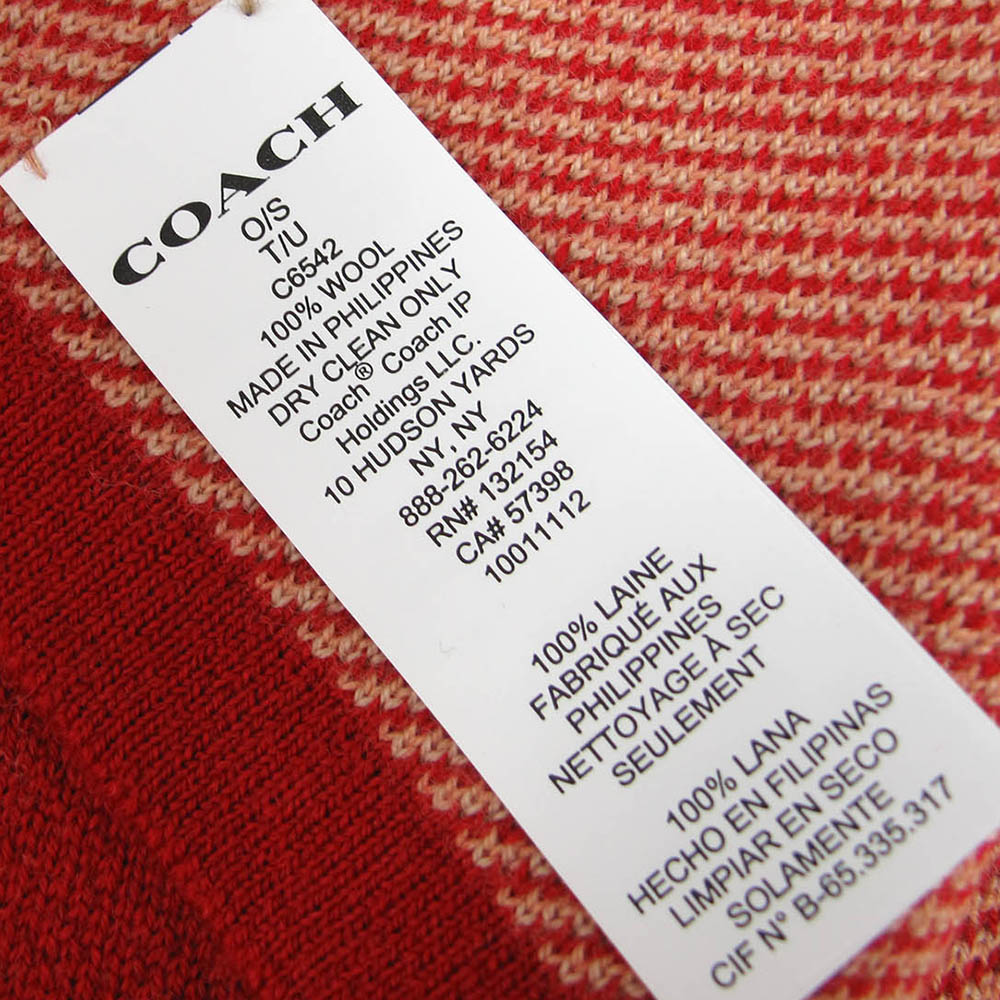 COACH
O/S
T/U
C6542
100% WOOL
MADE IN PHILIPPINES
DRY CLEAN ONLY
Coach® Coach IP
Holdings LLC.
10 HUDSON YARDS
NY, NY
888-262-6224
RN# 132154
CA# 57398
10011112
100% LAINE
FABRIQUÉ AUX
PHILIPPINES
NETTOYAGE À SEC
SEULEMENT
100% LANA
HECHO EN FILIPINAS
LIMPIAR EN SECO
SOLAMENTE
CIF N° B-65.335.317